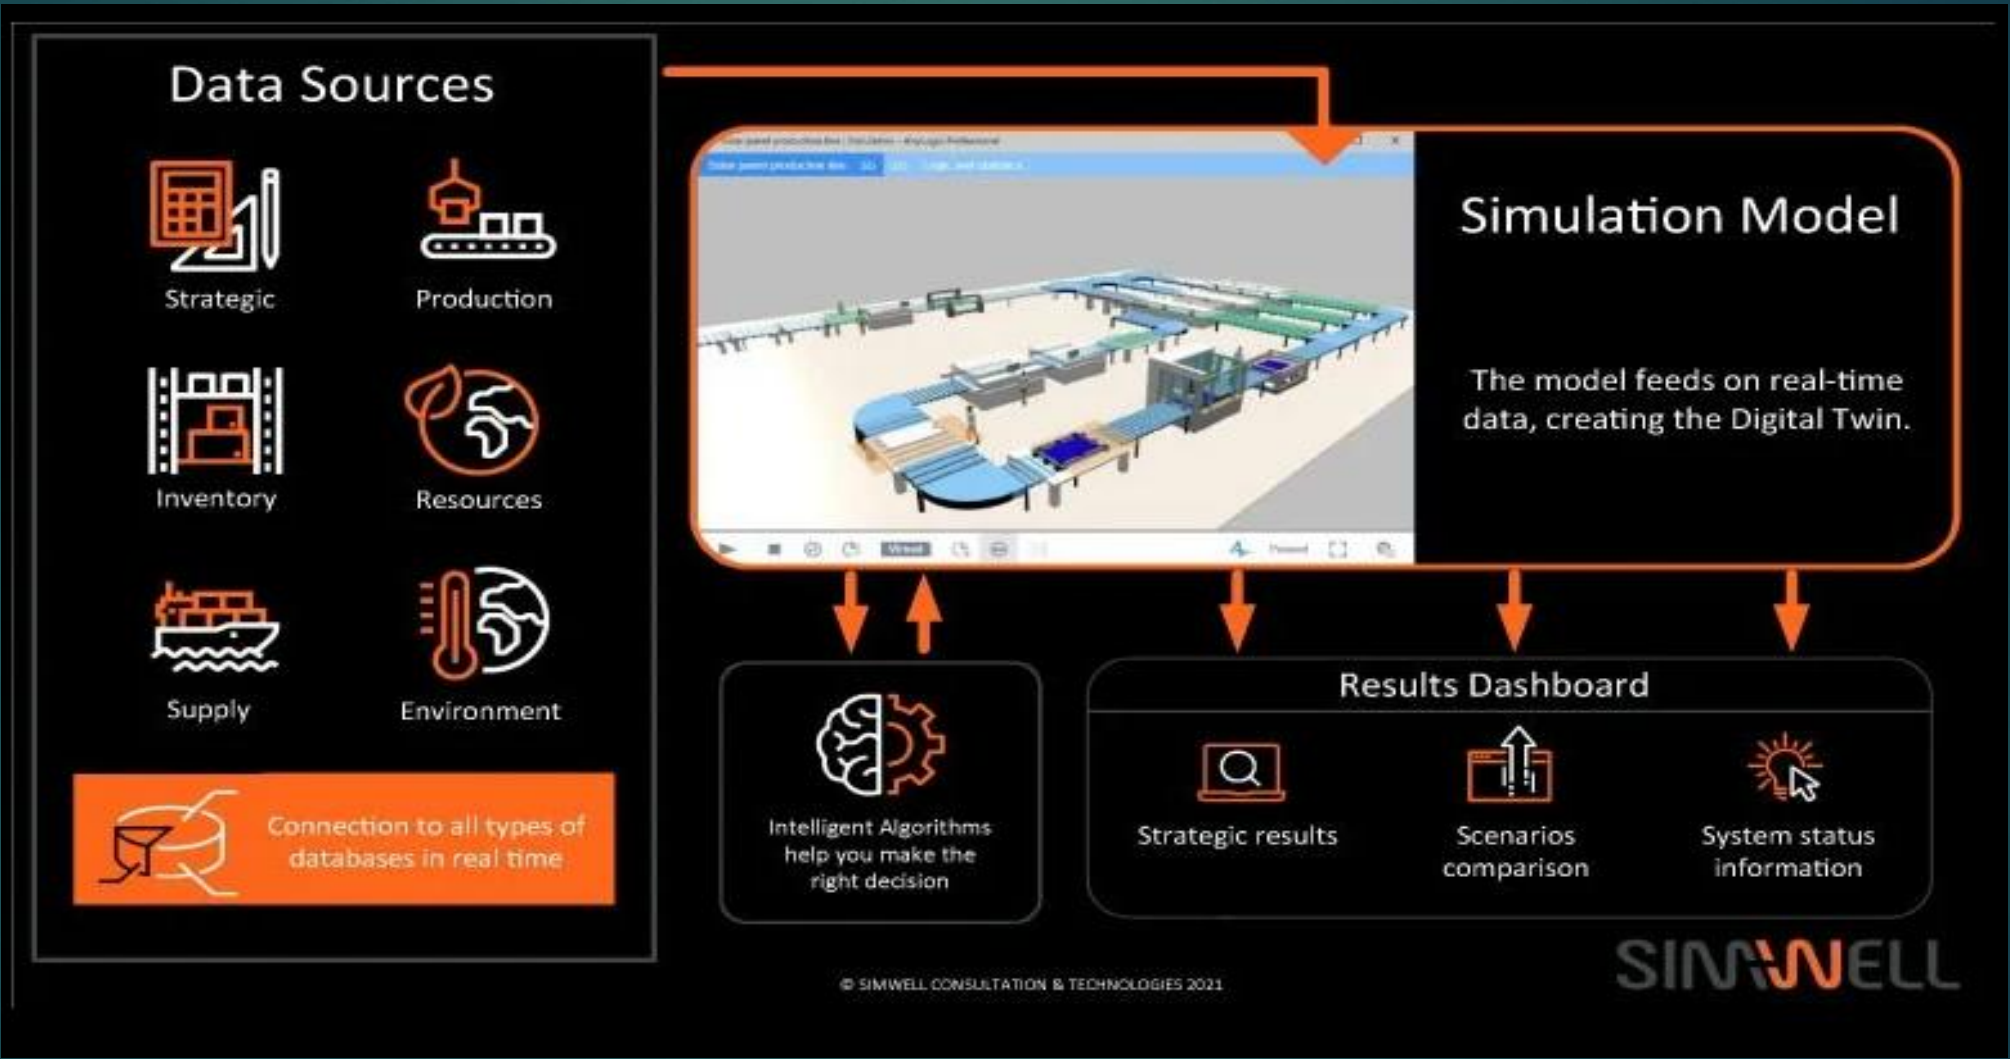 Data Sources
Strategic
Production
Inventory
Resources
Supply
Environment
Connection to all types of
databases in real time
Simulation Model
The model feeds on real-time
data, creating the Digital Twin.
Virtual
Paused
Intelligent Algorithms
help you make the
right decision
Results Dashboard
Strategic results
Scenarios
comparison
System status
information
© SIMWELL CONSULTATION & TECHNOLOGIES 2021
SIMWELL